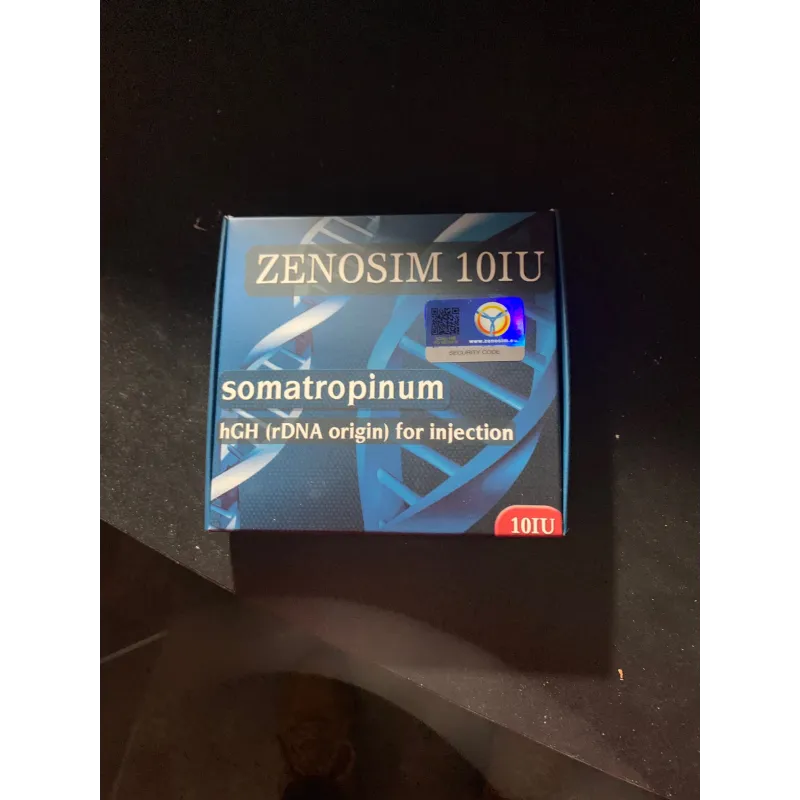 ZENOSIM 10IU
SECURITY CODE
somatropinum
hGH (rDNA origin) for injection
10IU